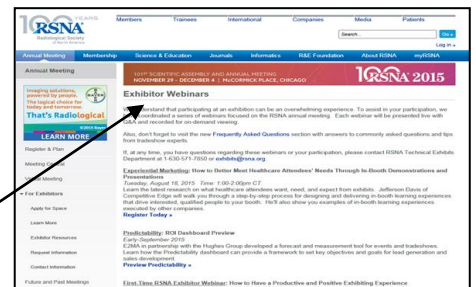 YEARS
RSNA
Radiological Society
of North America
Members Trainees International Companies Media Patients
Search...
Go »
Log in »
Annual Meeting Membership Science & Education Journals Informatics R&E Foundation About RSNA myRSNA
Annual Meeting
101ST SCIENTIFIC ASSEMBLY AND ANNUAL MEETING
NOVEMBER 29 – DECEMBER 4 | McCORMICK PLACE, CHICAGO
RSNA 2015
Imaging solutions,
powered by people.
The logical choice for
today and tomorrow.
That's Radiological
BAYER
©2015 Bayer
LEARN MORE
Register & Plan
Meeting
Meeting
For Exhibitors
Apply for Space
Learn More
Exhibitor Resources
Request Information
Contact Information
Future and Past Meetings
Exhibitor Webinars
We understand that participating at an exhibition can be an overwhelming experience. To assist in your participation, we
coordinated a series of webinars focused on the RSNA annual meeting. Each webinar will be presented live with
Q&A and recorded for on-demand viewing.
Also, don't forget to visit the new Frequently Asked Questions section with answers to commonly asked questions and tips
from tradeshow experts.
If, at any time, you have questions regarding these webinars or your participation, please contact RSNA Technical Exhibits
Department at 1-630-571-7850 or exhibits@rsna.org
Experiential Marketing: How to Better Meet Healthcare Attendees' Needs Through In-Booth Demonstrations and
Presentations
Tuesday, August 18, 2015 Time: 1:00-2:00pm CT
Learn the latest research on what healthcare attendees want, need, and expect from exhibits. Jefferson Davis of
Competitive Edge will walk you through a step-by-step process for designing and delivering in-booth learning experiences
that drive interested, qualified people to your booth. He'll also show you examples of in-booth learning experiences
executed by other companies.
Register Today »
Predictability: ROI Dashboard Preview
Early-September 2015
E2MA in partnership with the Hughes Group developed a forecast and measurement tool for events and tradeshows.
Learn how the Predictability dashboard can provide a framework to set key objectives and goals for lead generation and
sales development.
Preview Predictability »
First-Time RSNA Exhibitor Webinar: How to Have a Productive and Positive Exhibiting Experience